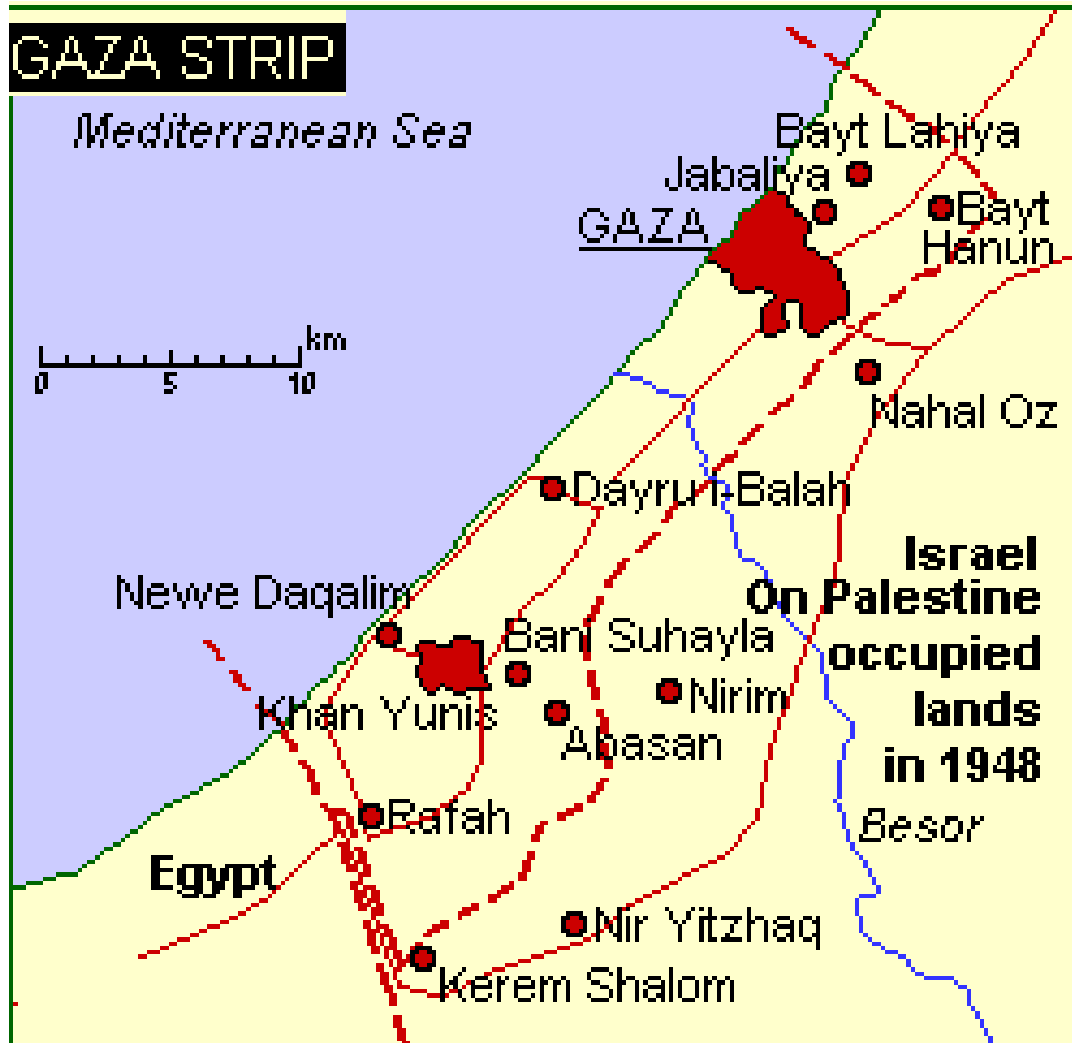 GAZA STRIP
Mediterranean Sea
Bayt Lahiya
Jabaliya
GAZA
Bayt
Hanun
km
0 5 10
Nahal Oz
Dayru l-Balah
Israel
On Palestine
occupied
lands
in 1948
Newe Daqalim
Bani Suhayla
Nirim
Khan Yunis
Abasan
Rafah
Besor
Egypt
Nir Yitzhaq
Kerem Shalom